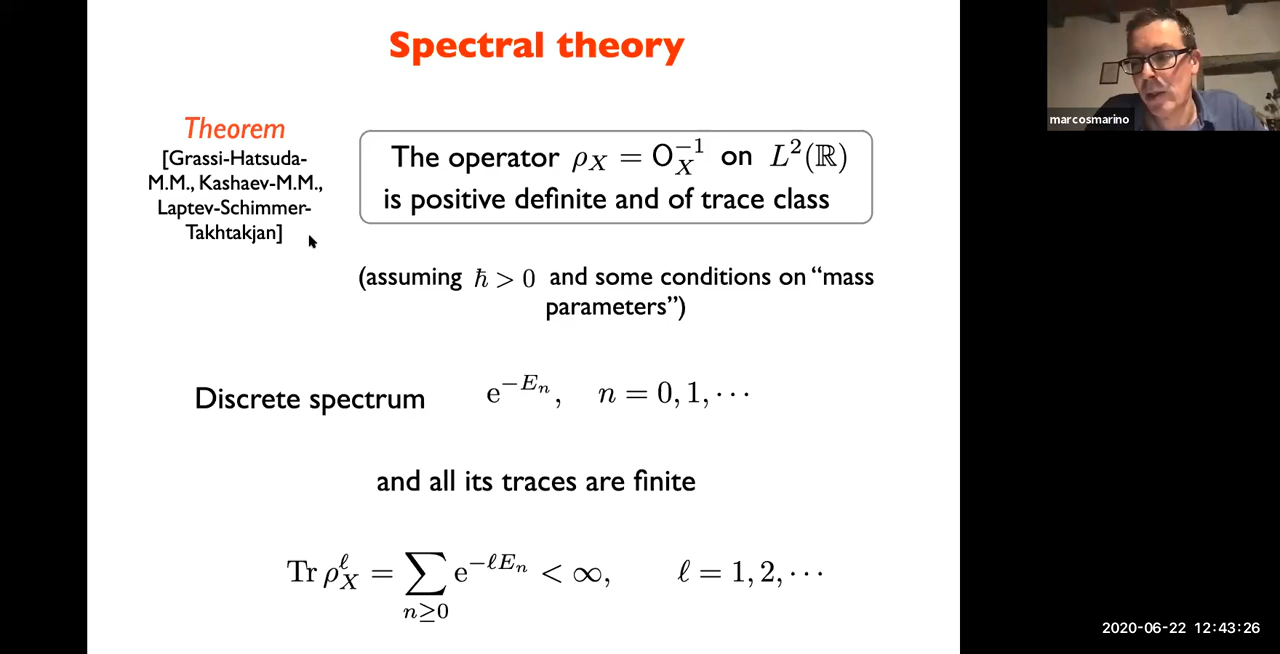 Spectral theory
Theorem
[Grassi-Hatsuda-
M.M., Kashaev-M.M.,
Laptev-Schimmer-
Takhtakjan]
The operator ρ_X = O_X^{-1} on L²(ℝ)
is positive definite and of trace class
(assuming ℏ > 0 and some conditions on “mass
parameters”)
Discrete spectrum e^{-E_n}, n = 0, 1, ⋯
and all its traces are finite
Tr ρ_X^ℓ = ∑_{n≥0} e^{-ℓE_n} < ∞, ℓ = 1, 2, ⋯
marcosmarino
2020-06-22 12:43:26